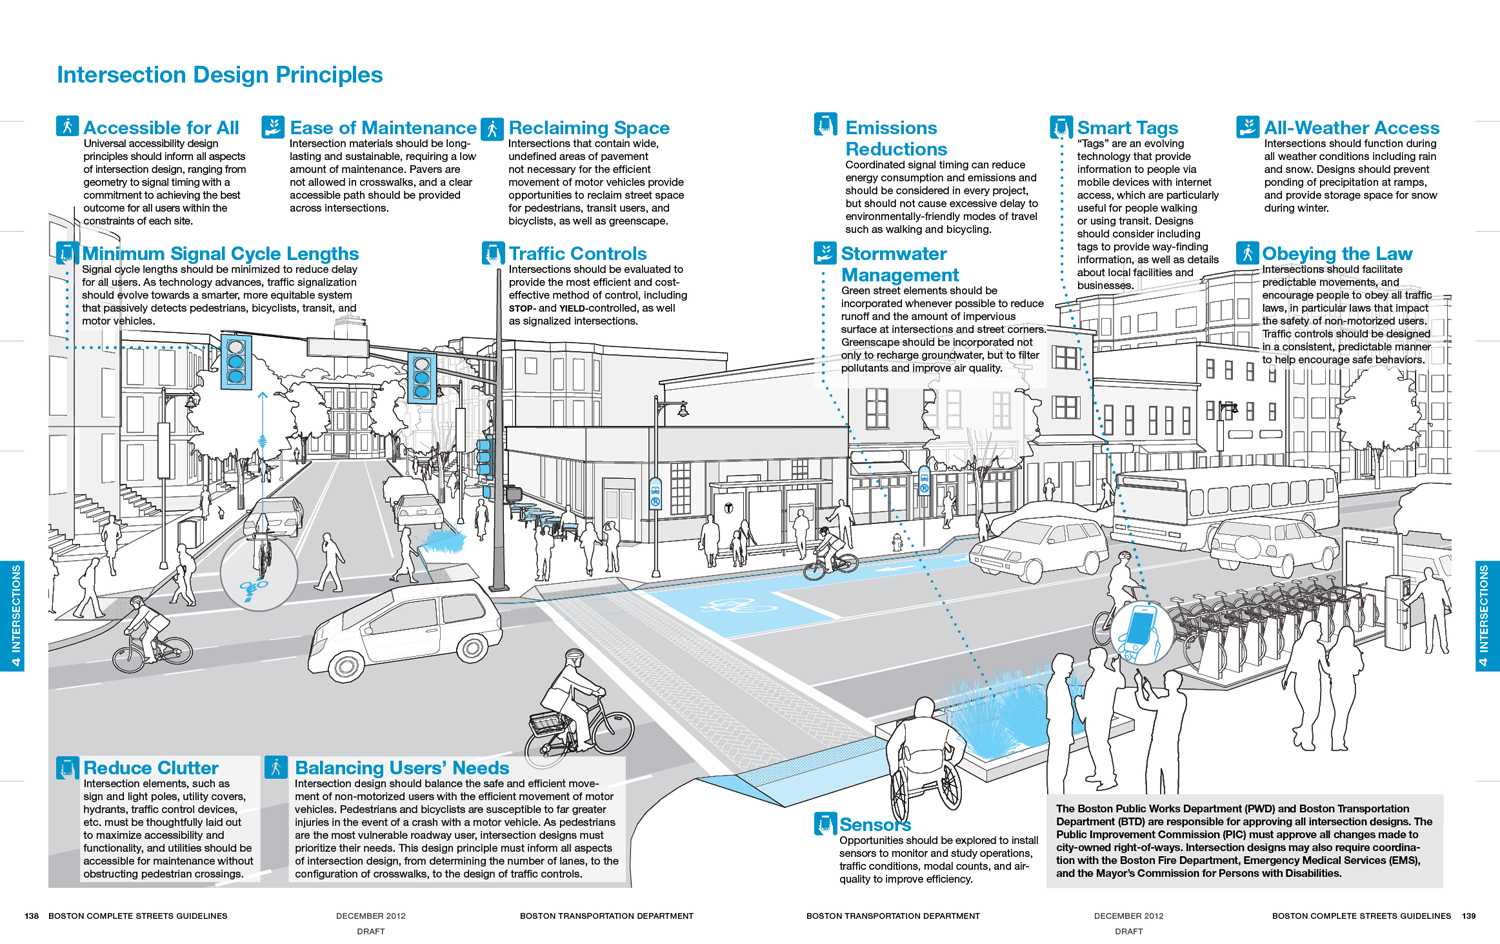 Intersection Design Principles
Accessible for All
Universal accessibility design
principles should inform all aspects
of intersection design, ranging from
geometry to signal timing with a
commitment to achieving the best
outcome for all users within the
constraints of each site.
Ease of Maintenance
Intersection materials should be long-
lasting and sustainable, requiring a low
amount of maintenance. Pavers are
not allowed in crosswalks, and a clear
accessible path should be provided
across intersections.
Reclaiming Space
Intersections that contain wide,
undefined areas of pavement
not necessary for the efficient
movement of motor vehicles provide
opportunities to reclaim street space
for pedestrians, transit users, and
bicyclists, as well as greenscape.
Minimum Signal Cycle Lengths
Signal cycle lengths should be minimized to reduce delay
for all users. As technology advances, traffic signalization
should evolve towards a smarter, more equitable system
that passively detects pedestrians, bicyclists, transit, and
motor vehicles.
Traffic Controls
Intersections should be evaluated to
provide the most efficient and cost-
effective method of control, including
STOP- and YIELD-controlled, as well
as signalized intersections.
Emissions
Reductions
Coordinated signal timing can reduce
energy consumption and emissions and
should be considered in every project,
but should not cause excessive delay to
environmentally-friendly modes of travel
such as walking and bicycling.
Stormwater
Management
Green street elements should be
incorporated whenever possible to reduce
runoff and the amount of impervious
surface at intersections and street corners.
Greenscape should be incorporated not
only to recharge groundwater, but to filter
pollutants and improve air quality.
Smart Tags
“Tags” are an evolving
technology that provide
information to people via
mobile devices with internet
access, which are particularly
useful for people walking
or using transit. Designs
should consider including
tags to provide way-finding
information, as well as details
about local facilities and
businesses.
All-Weather Access
Intersections should function during
all weather conditions including rain
and snow. Designs should prevent
ponding of precipitation at ramps,
and provide storage space for snow
during winter.
Obeying the Law
Intersections should facilitate
predictable movements, and
encourage people to obey all traffic
laws, in particular laws that impact
the safety of non-motorized users.
Traffic controls should be designed
in a consistent, predictable manner
to help encourage safe behaviors.
4 INTERSECTIONS
4 INTERSECTIONS
Reduce Clutter
Intersection elements, such as
sign and light poles, utility covers,
hydrants, traffic control devices,
etc. must be thoughtfully laid out
to maximize accessibility and
functionality, and utilities should be
accessible for maintenance without
obstructing pedestrian crossings.
Balancing Users’ Needs
Intersection design should balance the safe and efficient move-
ment of non-motorized users with the efficient movement of motor
vehicles. Pedestrians and bicyclists are susceptible to far greater
injuries in the event of a crash with a motor vehicle. As pedestrians
are the most vulnerable roadway user, intersection designs must
prioritize their needs. This design principle must inform all aspects
of intersection design, from determining the number of lanes, to the
configuration of crosswalks, to the design of traffic controls.
Sensors
Opportunities should be explored to install
sensors to monitor and study operations,
traffic conditions, modal counts, and air-
quality to improve efficiency.
The Boston Public Works Department (PWD) and Boston Transportation
Department (BTD) are responsible for approving all intersection designs. The
Public Improvement Commission (PIC) must approve all changes made to
city-owned right-of-ways. Intersection designs may also require coordina-
tion with the Boston Fire Department, Emergency Medical Services (EMS),
and the Mayor’s Commission for Persons with Disabilities.
138 BOSTON COMPLETE STREETS GUIDELINES
DECEMBER 2012
DRAFT
BOSTON TRANSPORTATION DEPARTMENT
BOSTON TRANSPORTATION DEPARTMENT
DECEMBER 2012
DRAFT
BOSTON COMPLETE STREETS GUIDELINES 139